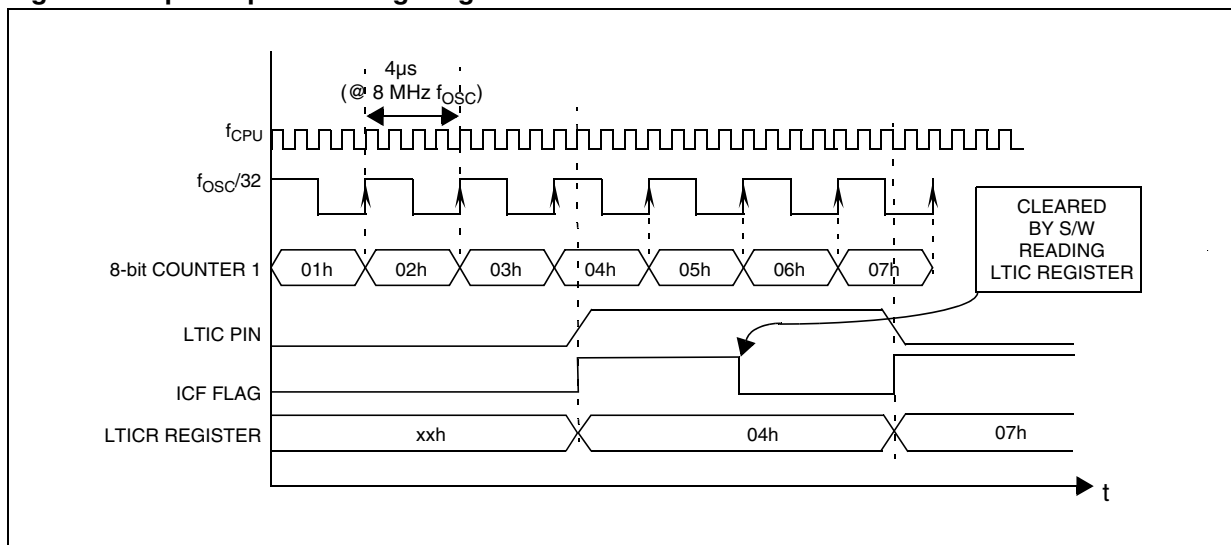 4µs
(@ 8 MHz fOSC)
fCPU
fOSC/32
CLEARED
BY S/W
READING
LTIC REGISTER
8-bit COUNTER 1
01h
02h
03h
04h
05h
06h
07h
LTIC PIN
ICF FLAG
LTICR REGISTER
xxh
04h
07h
t